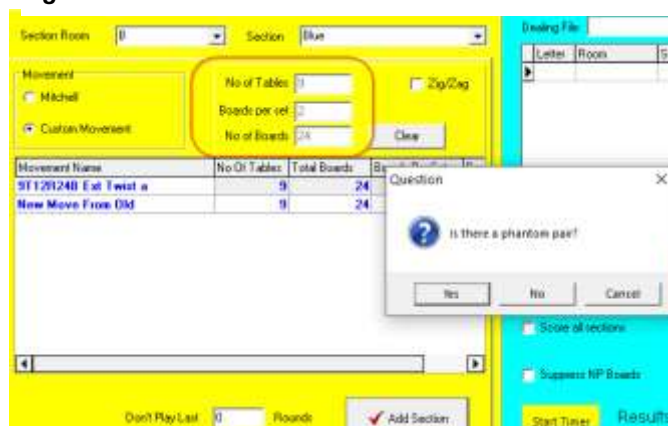 Section Room B Section Blue
Dealing File
Letter Room S
Movement
Mitchell
Custom Movement
No of Tables 9
Boards per set 2
No of Boards 24
Zig/Zag
Clear
Movement Name No Of Tables Total Boards
9T12R24B Ext Twist a 9 24
New Move From Old 9 24
Question
Is there a phantom pair?
Yes No Cancel
Score all sections
Suppress NP Boards
Don't Play Last 0 Rounds Add Section
Start Timer Results